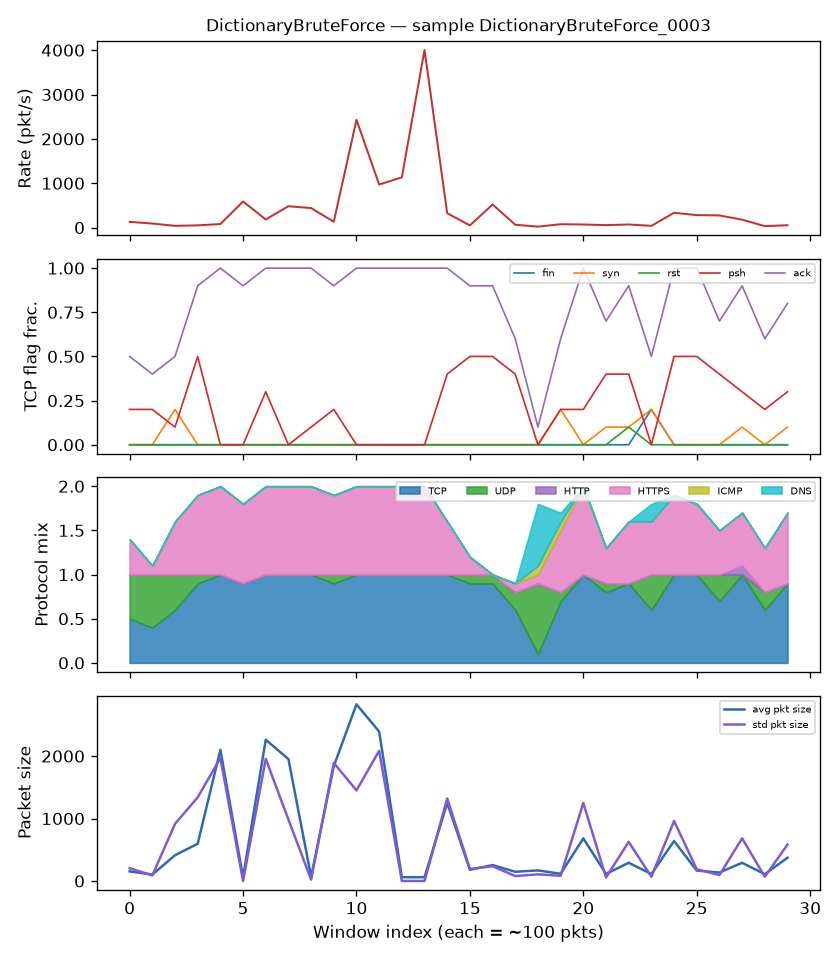 DictionaryBruteForce — sample DictionaryBruteForce_0003
Rate (pkt/s)
4000
3000
2000
1000
0
TCP flag frac.
1.00
0.75
0.50
0.25
0.00
fin syn rst psh ack
Protocol mix
2.0
1.5
1.0
0.5
0.0
TCP UDP HTTP HTTPS ICMP DNS
Packet size
2000
1000
0
avg pkt size
std pkt size
0 5 10 15 20 25 30
Window index (each = ~100 pkts)